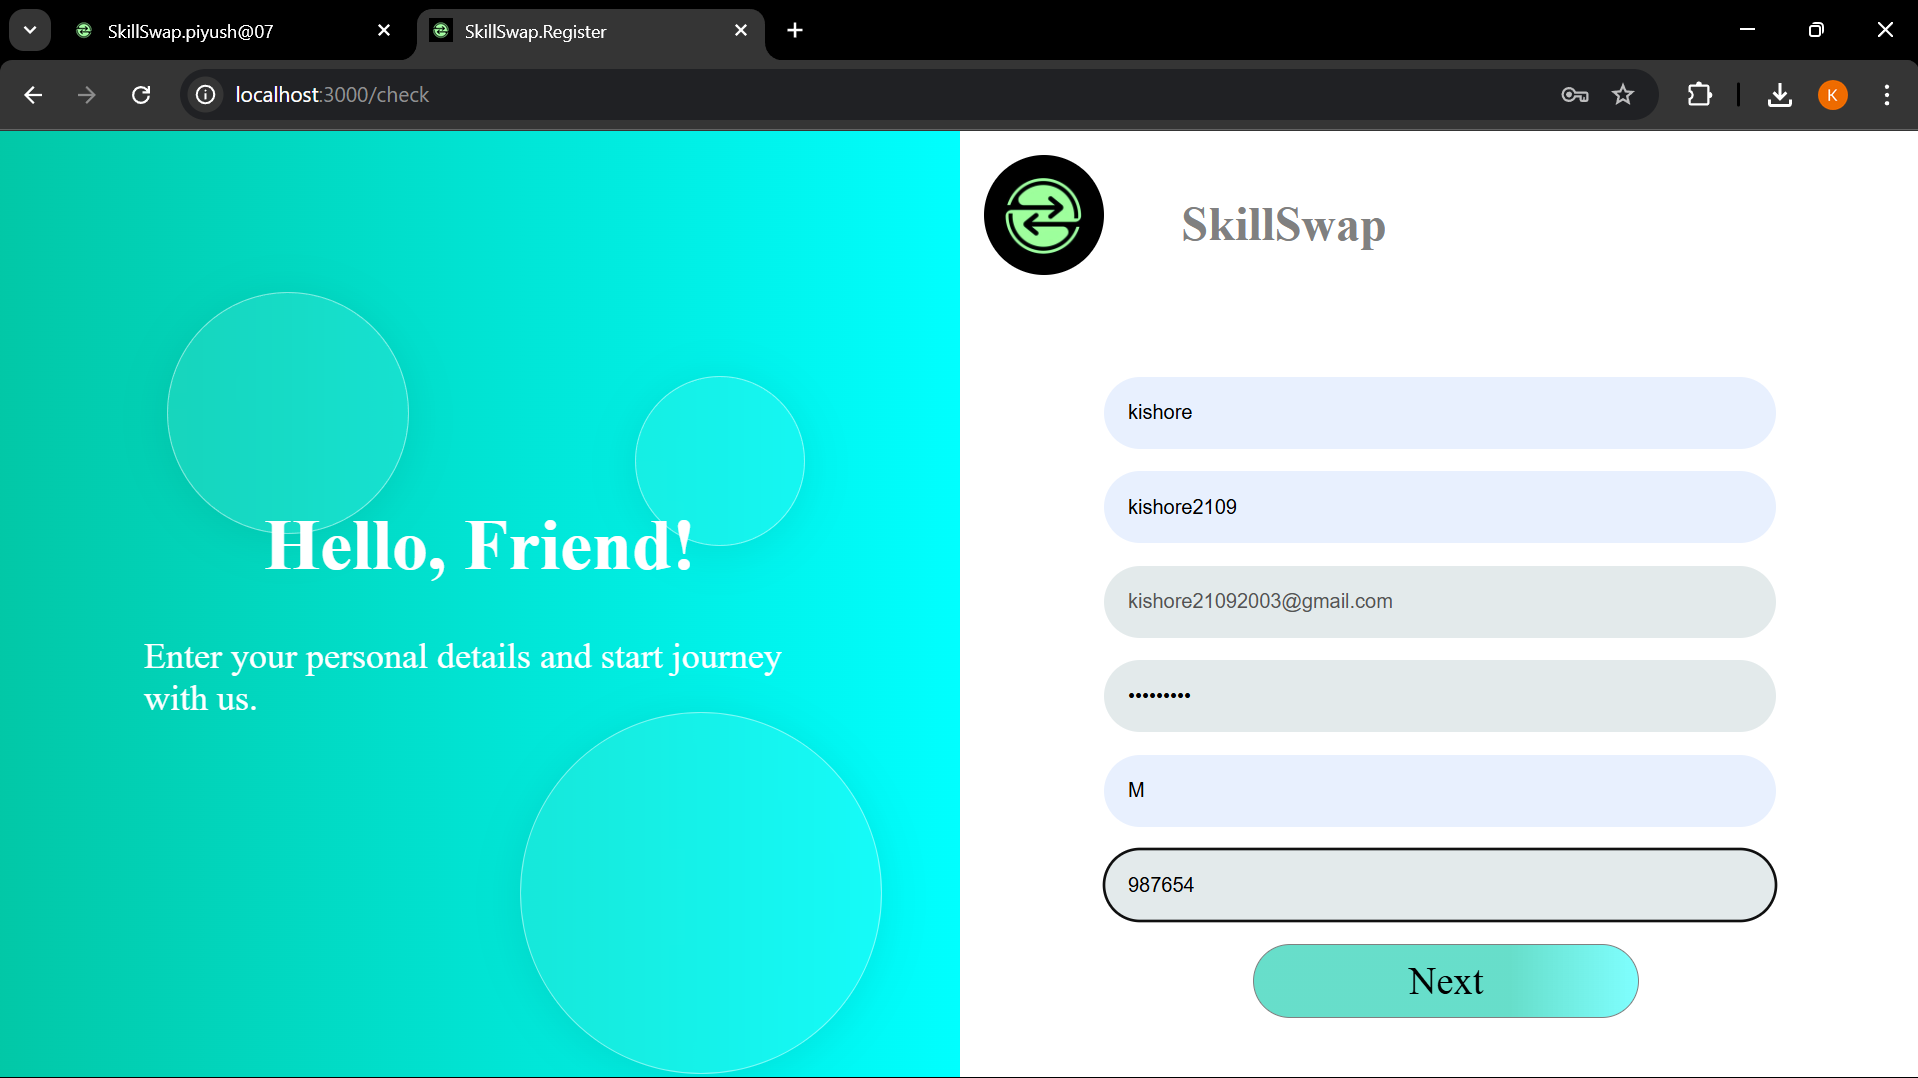 SkillSwap.piyush@07
SkillSwap.Register
localhost:3000/check
K
SkillSwap
Hello, Friend!
Enter your personal details and start journey
with us.
kishore
kishore2109
kishore21092003@gmail.com
•••••••••
M
987654
Next